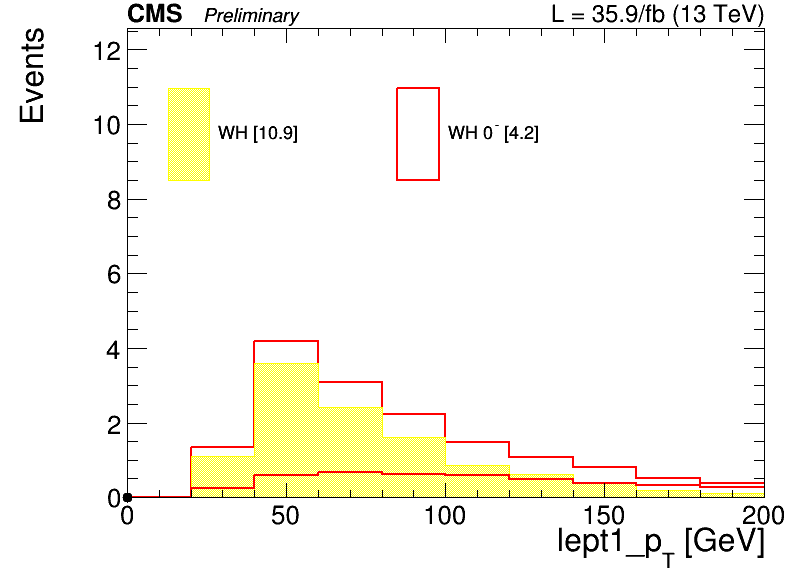 CMS Preliminary L = 35.9/fb (13 TeV)
Events
12
10
8
6
4
2
0
WH [10.9]
WH 0⁻ [4.2]
0 50 100 150 200
lept1_p_T [GeV]